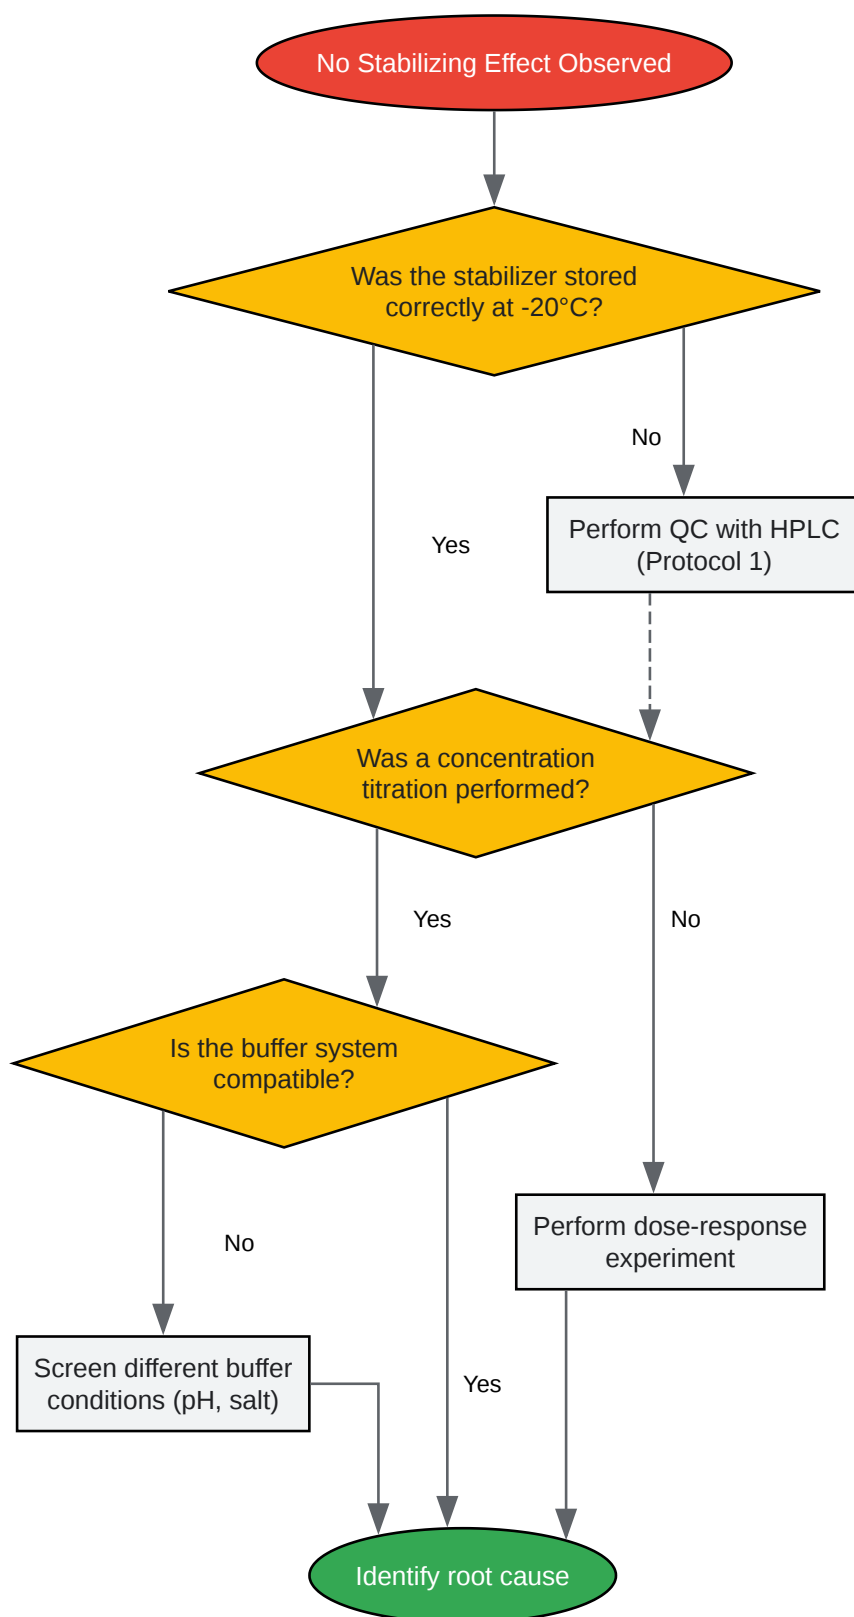 No Stabilizing Effect Observed
Was the stabilizer stored
correctly at -20°C?
No
Yes
Perform QC with HPLC
(Protocol 1)
Was a concentration
titration performed?
Yes
No
Is the buffer system
compatible?
No
Perform dose-response
experiment
Screen different buffer
conditions (pH, salt)
Yes
Identify root cause